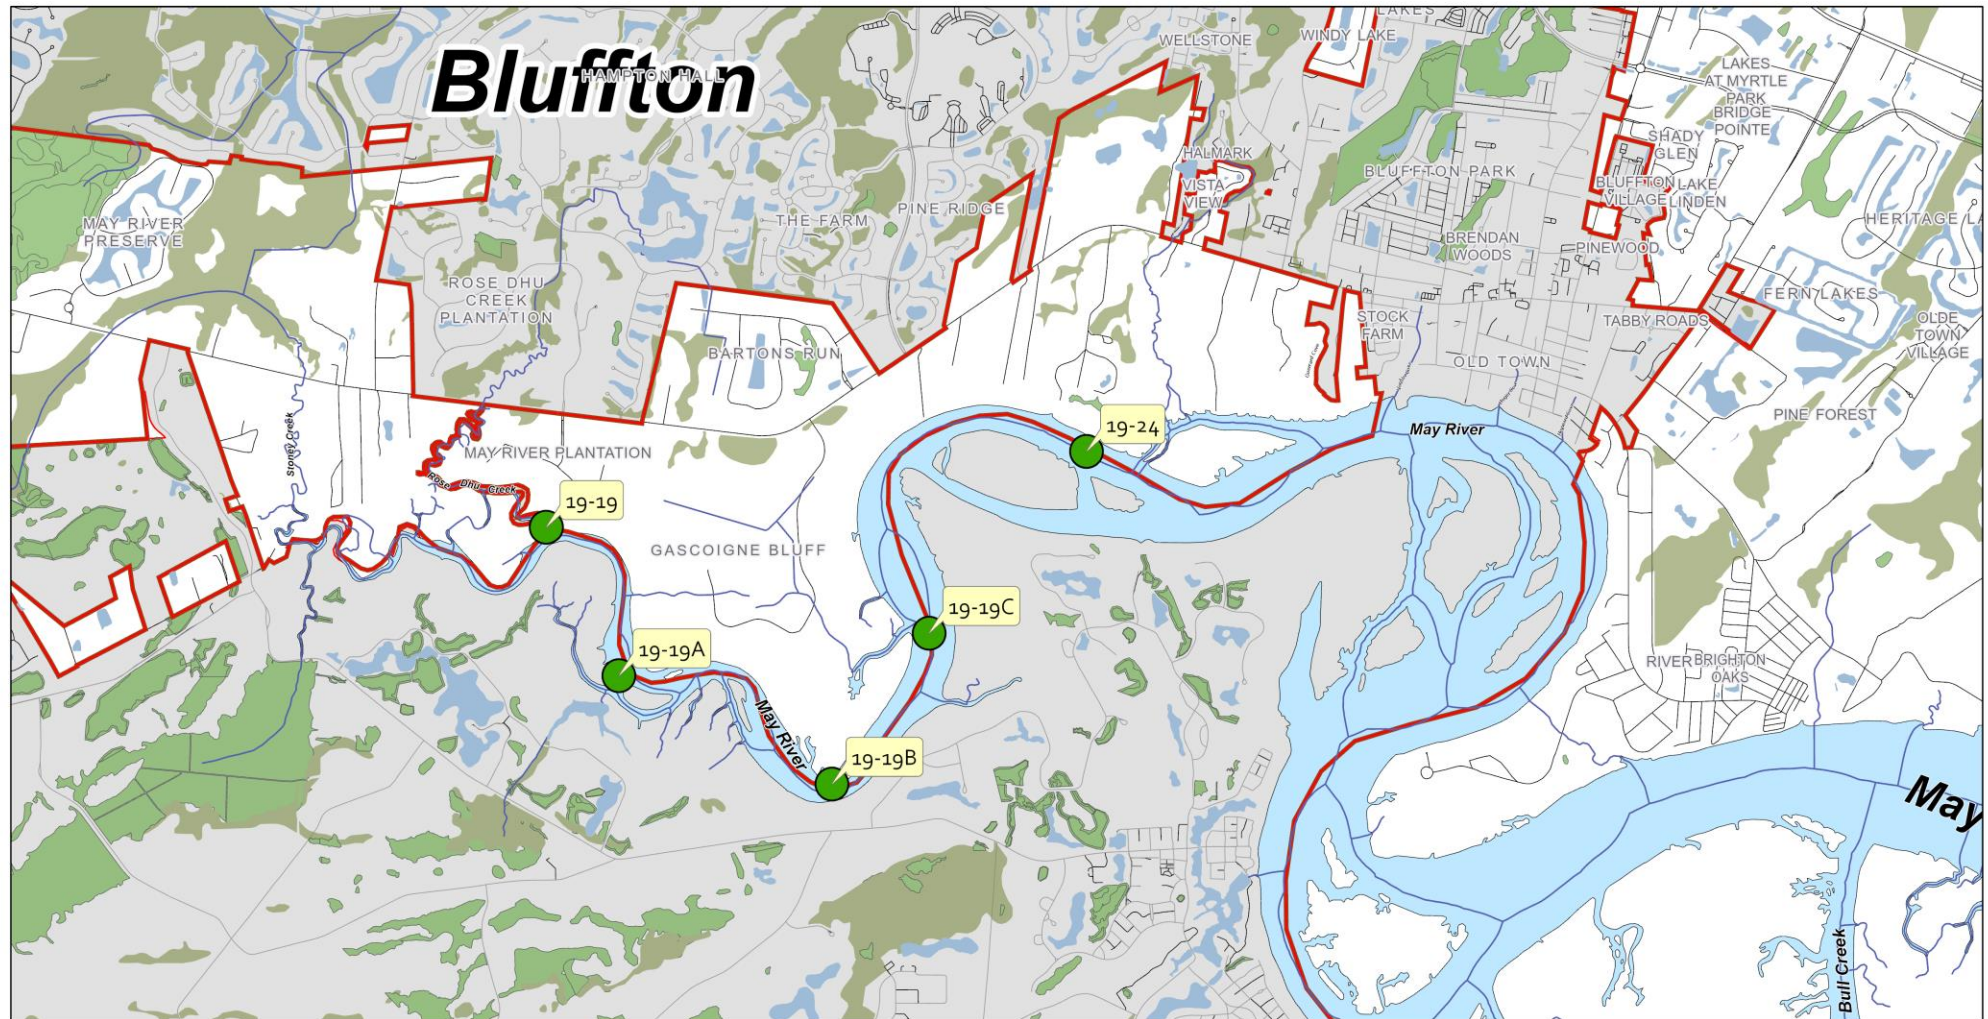 Bluffton
HAMPTON HALL
WELLSTONE
WINDY LAKE
LAKES
LAKES
AT MYRTLE
PARK
BRIDGE
POINTE
SHADY
GLEN
HALMARK
VISTA
VIEW
BLUFFTON PARK
BLUFFTON
VILLAGE
LAKE
LINDEN
HERITAGE L
MAY RIVER
PRESERVE
THE FARM
PINE RIDGE
BRENDAN
WOODS
PINEWOOD
ROSE DHU
CREEK
PLANTATION
FERN LAKES
STOCK
FARM
TABBY ROADS
OLDE
TOWN
VILLAGE
BARTONS RUN
OLD TOWN
PINE FOREST
Stoney Creek
19-24
May River
MAY RIVER PLANTATION
Rose Dhu Creek
19-19
GASCOIGNE BLUFF
19-19C
19-19A
RIVER
BRIGHTON
OAKS
May River
19-19B
May
Bull Creek